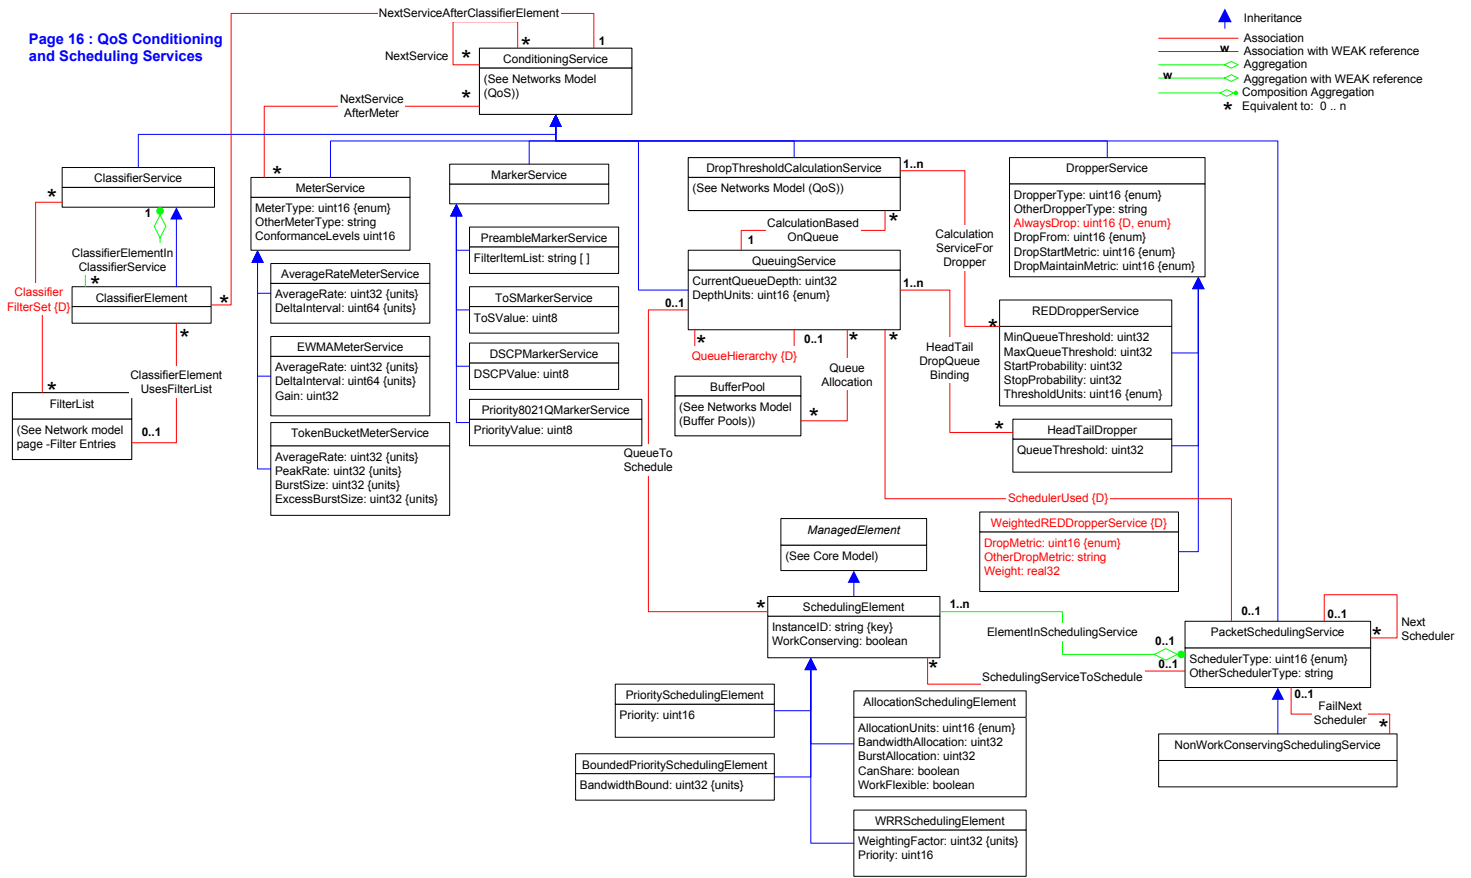 Page 16 : QoS Conditioning
and Scheduling Services
NextServiceAfterClassifierElement
NextService
*
*
1
ConditioningService
(See Networks Model
(QoS))
NextService
AfterMeter
*
*
Inheritance
Association
w
Association with WEAK reference
Aggregation
w
Aggregation with WEAK reference
Composition Aggregation
*
Equivalent to: 0 .. n
ClassifierService
*
1
ClassifierElementIn
ClassifierService
*
ClassifierElement
*
*
Classifier
FilterSet {D}
*
ClassifierElement
UsesFilterList
FilterList
(See Network model
page -Filter Entries
0..1
MeterService
MeterType: uint16 {enum}
OtherMeterType: string
ConformanceLevels uint16
AverageRateMeterService
AverageRate: uint32 {units}
DeltaInterval: uint64 {units}
EWMAMeterService
AverageRate: uint32 {units}
DeltaInterval: uint64 {units}
Gain: uint32
TokenBucketMeterService
AverageRate: uint32 {units}
PeakRate: uint32 {units}
BurstSize: uint32 {units}
ExcessBurstSize: uint32 {units}
MarkerService
PreambleMarkerService
FilterItemList: string [ ]
ToSMarkerService
ToSValue: uint8
DSCPMarkerService
DSCPValue: uint8
Priority8021QMarkerService
PriorityValue: uint8
DropThresholdCalculationService
(See Networks Model (QoS))
1..n
*
CalculationBased
OnQueue
1
Calculation
ServiceFor
Dropper
QueuingService
CurrentQueueDepth: uint32
DepthUnits: uint16 {enum}
0..1
1..n
*
0..1
*
*
QueueHierarchy {D}
Queue
Allocation
HeadTail
DropQueue
Binding
BufferPool
(See Networks Model
(Buffer Pools))
*
QueueTo
Schedule
DropperService
DropperType: uint16 {enum}
OtherDropperType: string
AlwaysDrop: uint16 {D, enum}
DropFrom: uint16 {enum}
DropStartMetric: uint16 {enum}
DropMaintainMetric: uint16 {enum}
*
REDDropperService
MinQueueThreshold: uint32
MaxQueueThreshold: uint32
StartProbability: uint32
StopProbability: uint32
ThresholdUnits: uint16 {enum}
*
HeadTailDropper
QueueThreshold: uint32
SchedulerUsed {D}
WeightedREDDropperService {D}
DropMetric: uint16 {enum}
OtherDropMetric: string
Weight: real32
ManagedElement
(See Core Model)
*
SchedulingElement
InstanceID: string {key}
WorkConserving: boolean
1..n
ElementInSchedulingService
0..1
0..1
*
SchedulingServiceToSchedule
0..1
0..1
*
Next
Scheduler
PacketSchedulingService
SchedulerType: uint16 {enum}
OtherSchedulerType: string
0..1
FailNext
Scheduler
*
NonWorkConservingSchedulingService
PrioritySchedulingElement
Priority: uint16
BoundedPrioritySchedulingElement
BandwidthBound: uint32 {units}
AllocationSchedulingElement
AllocationUnits: uint16 {enum}
BandwidthAllocation: uint32
BurstAllocation: uint32
CanShare: boolean
WorkFlexible: boolean
WRRSchedulingElement
WeightingFactor: uint32 {units}
Priority: uint16